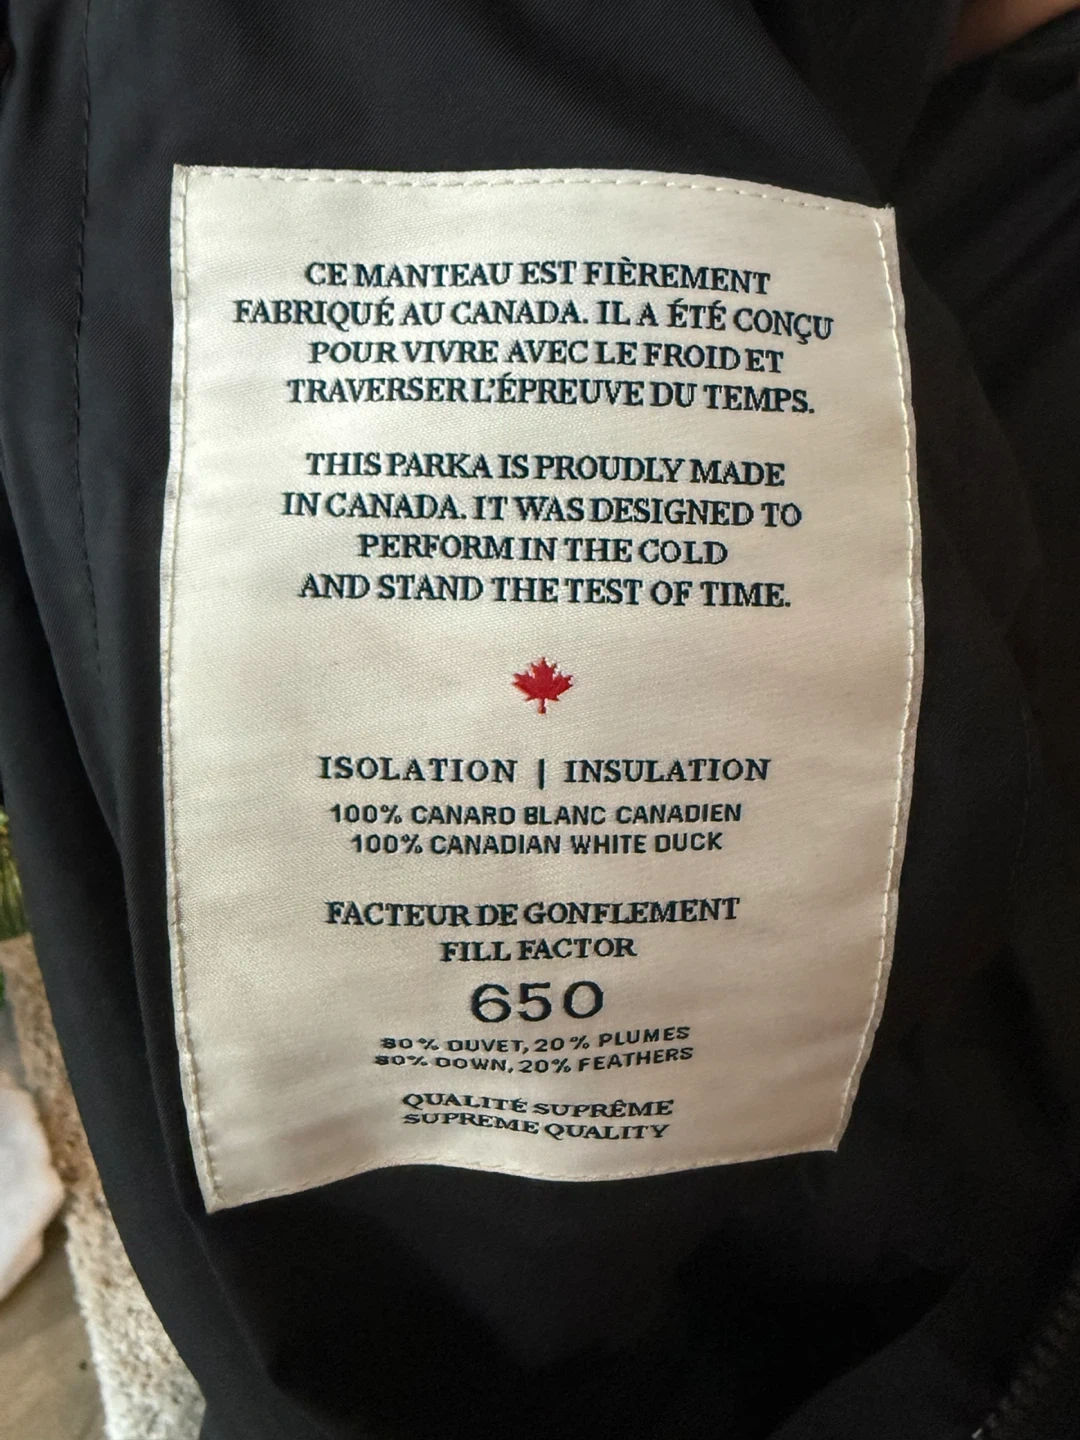 CE MANTEAU EST FIÈREMENT
FABRIQUÉ AU CANADA. IL A ÉTÉ CONÇU
POUR VIVRE AVEC LE FROID ET
TRAVERSER L'ÉPREUVE DU TEMPS.
THIS PARKA IS PROUDLY MADE
IN CANADA. IT WAS DESIGNED TO
PERFORM IN THE COLD
AND STAND THE TEST OF TIME.
ISOLATION | INSULATION
100% CANARD BLANC CANADIEN
100% CANADIAN WHITE DUCK
FACTEUR DE GONFLEMENT
FILL FACTOR
650
80% DUVET, 20% PLUMES
80% DOWN, 20% FEATHERS
QUALITÉ SUPRÊME
SUPREME QUALITY